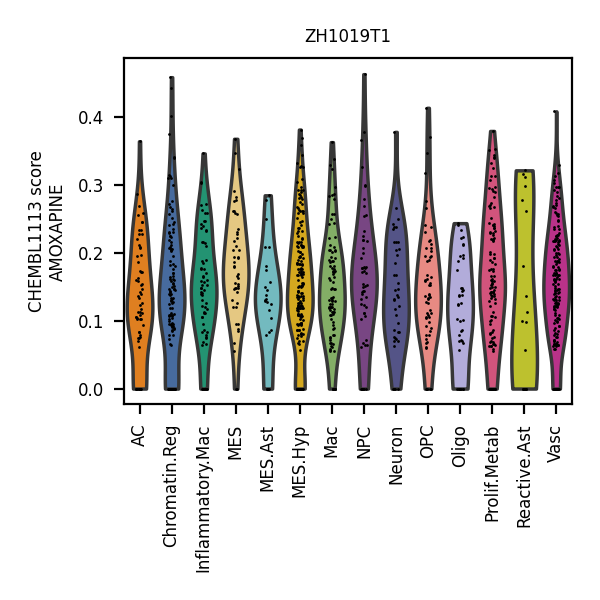 ZH1019T1
CHEMBL1113 score
AMOXAPINE
0.4
0.3
0.2
0.1
0.0
AC
Chromatin.Reg
Inflammatory.Mac
MES
MES.Ast
MES.Hyp
Mac
NPC
Neuron
OPC
Oligo
Prolif.Metab
Reactive.Ast
Vasc